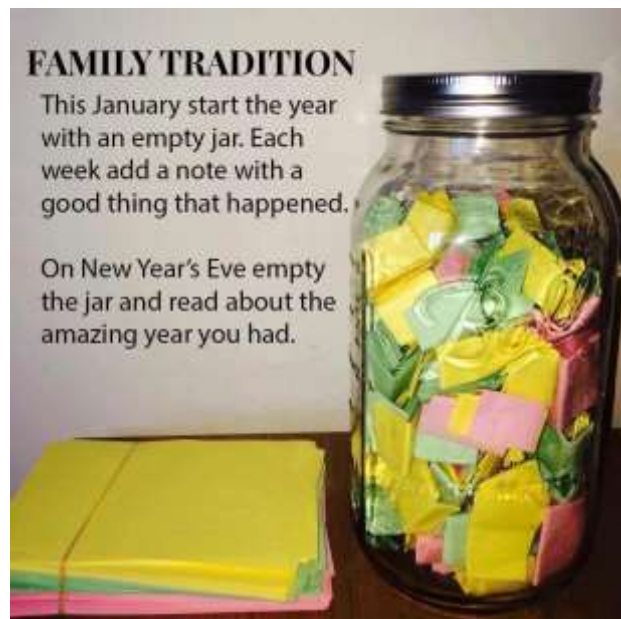 FAMILY TRADITION
This January start the year
with an empty jar. Each
week add a note with a
good thing that happened.
On New Year's Eve empty
the jar and read about the
amazing year you had.